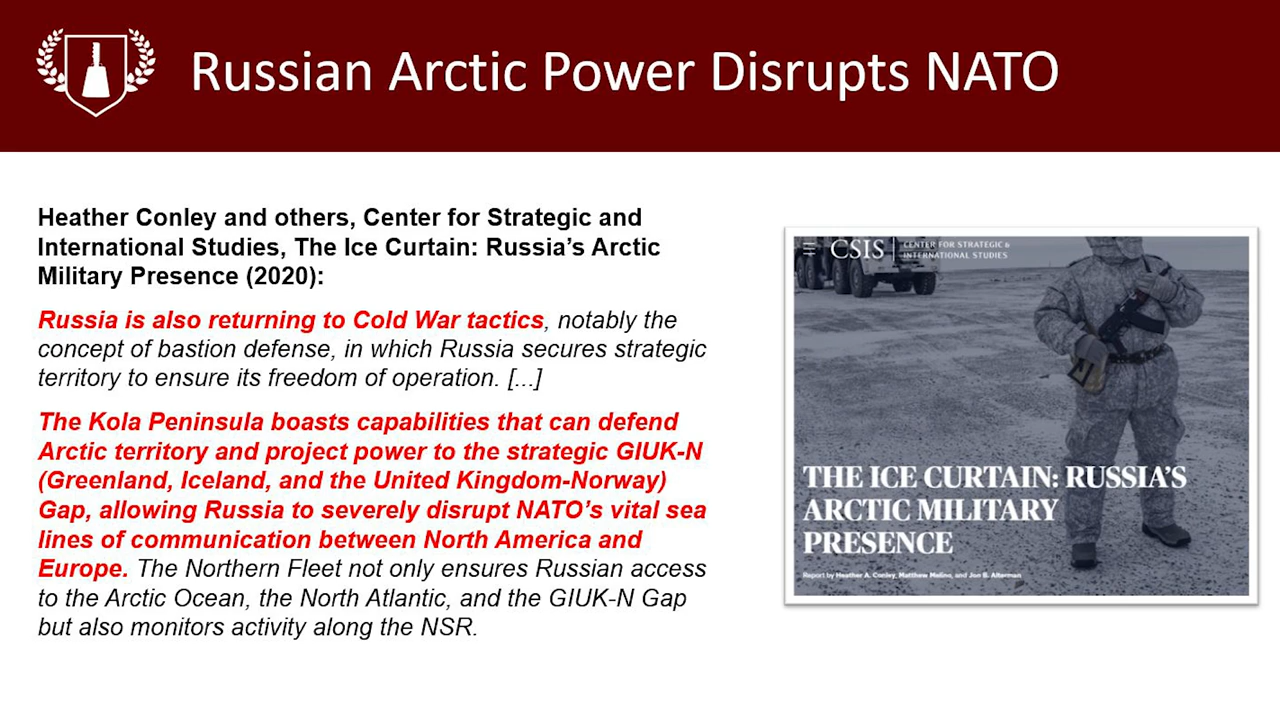 Russian Arctic Power Disrupts NATO
Heather Conley and others, Center for Strategic and
International Studies, The Ice Curtain: Russia’s Arctic
Military Presence (2020):
Russia is also returning to Cold War tactics, notably the
concept of bastion defense, in which Russia secures strategic
territory to ensure its freedom of operation. [...]
The Kola Peninsula boasts capabilities that can defend
Arctic territory and project power to the strategic GIUK-N
(Greenland, Iceland, and the United Kingdom-Norway)
Gap, allowing Russia to severely disrupt NATO’s vital sea
lines of communication between North America and
Europe. The Northern Fleet not only ensures Russian access
to the Arctic Ocean, the North Atlantic, and the GIUK-N Gap
but also monitors activity along the NSR.
CSIS
CENTER FOR STRATEGIC &
INTERNATIONAL STUDIES
THE ICE CURTAIN: RUSSIA’S
ARCTIC MILITARY
PRESENCE
Report by Heather A. Conley, Matthew Melino, and Jon B. Alterman